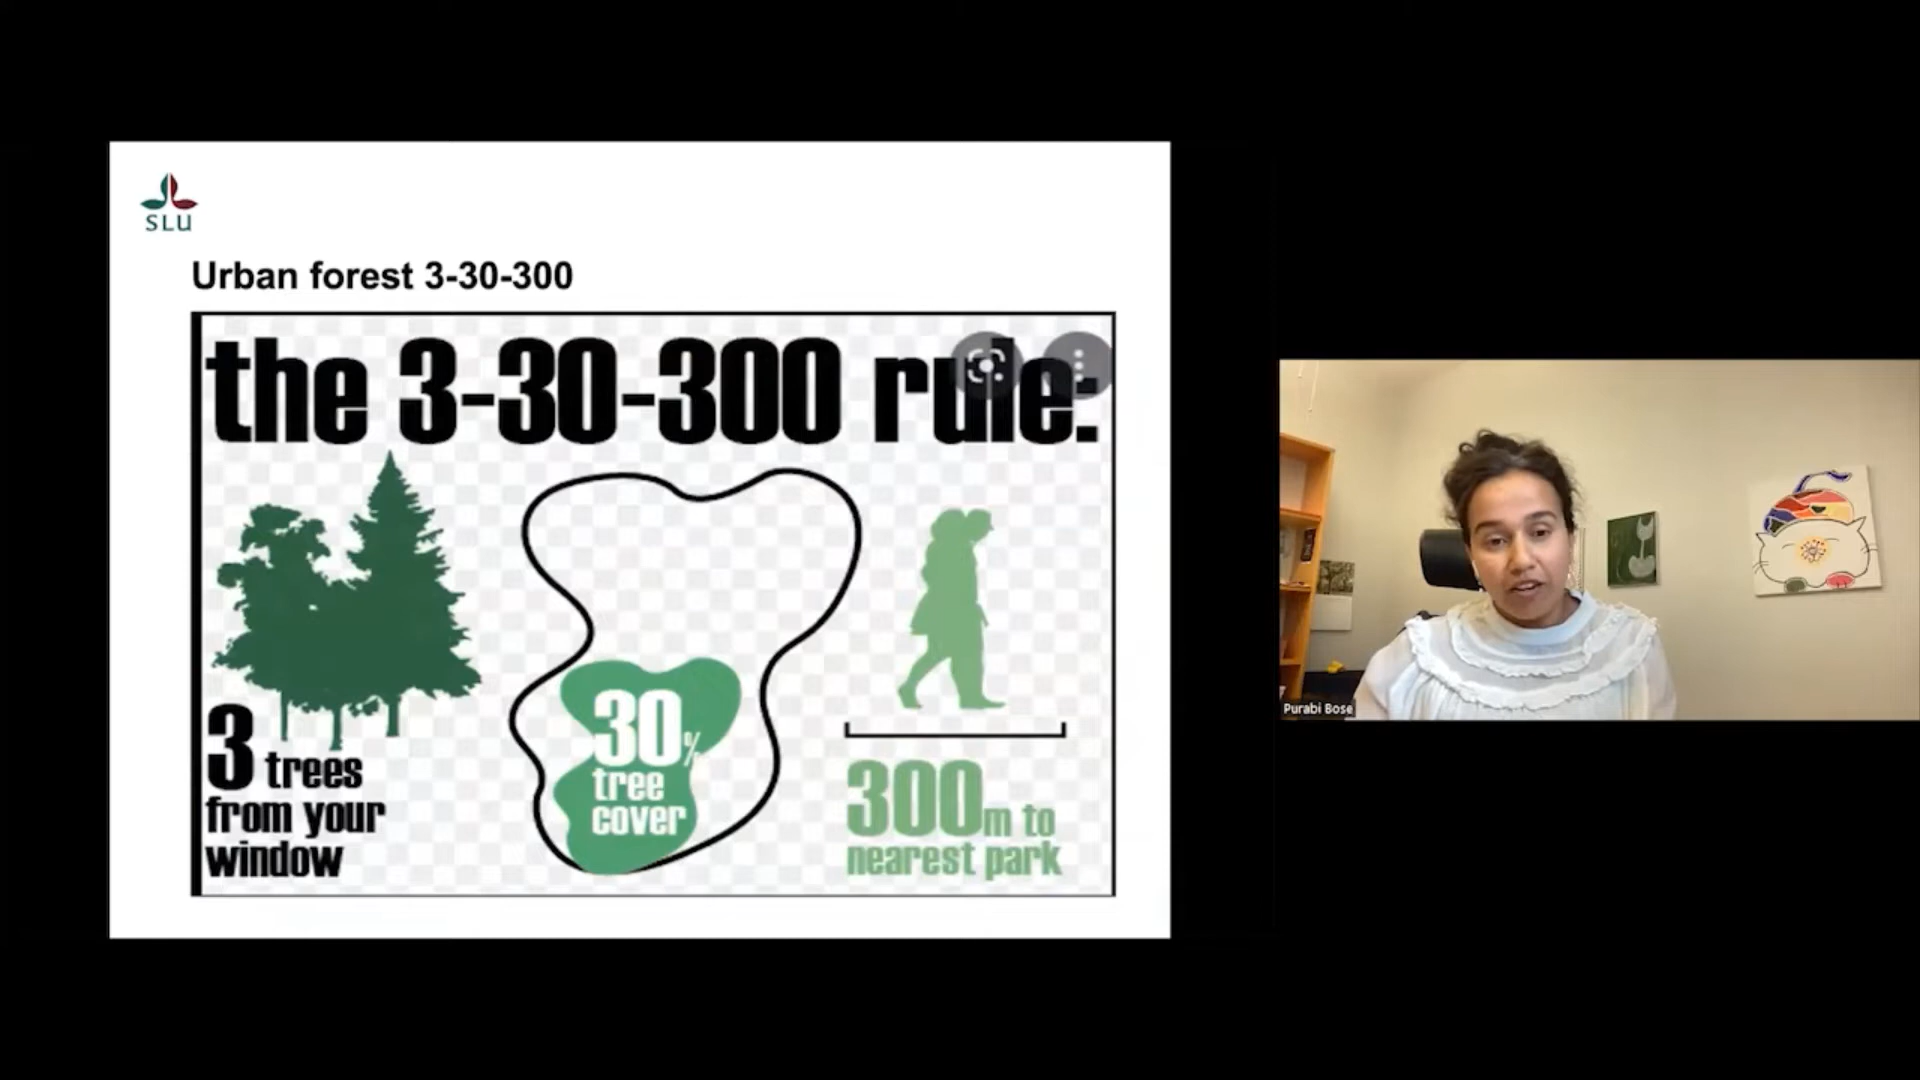 SLU
Urban forest 3-30-300
the 3-30-300 rule:
3 trees
from your
window
30%
tree
cover
300m to
nearest park
Purabi Bose